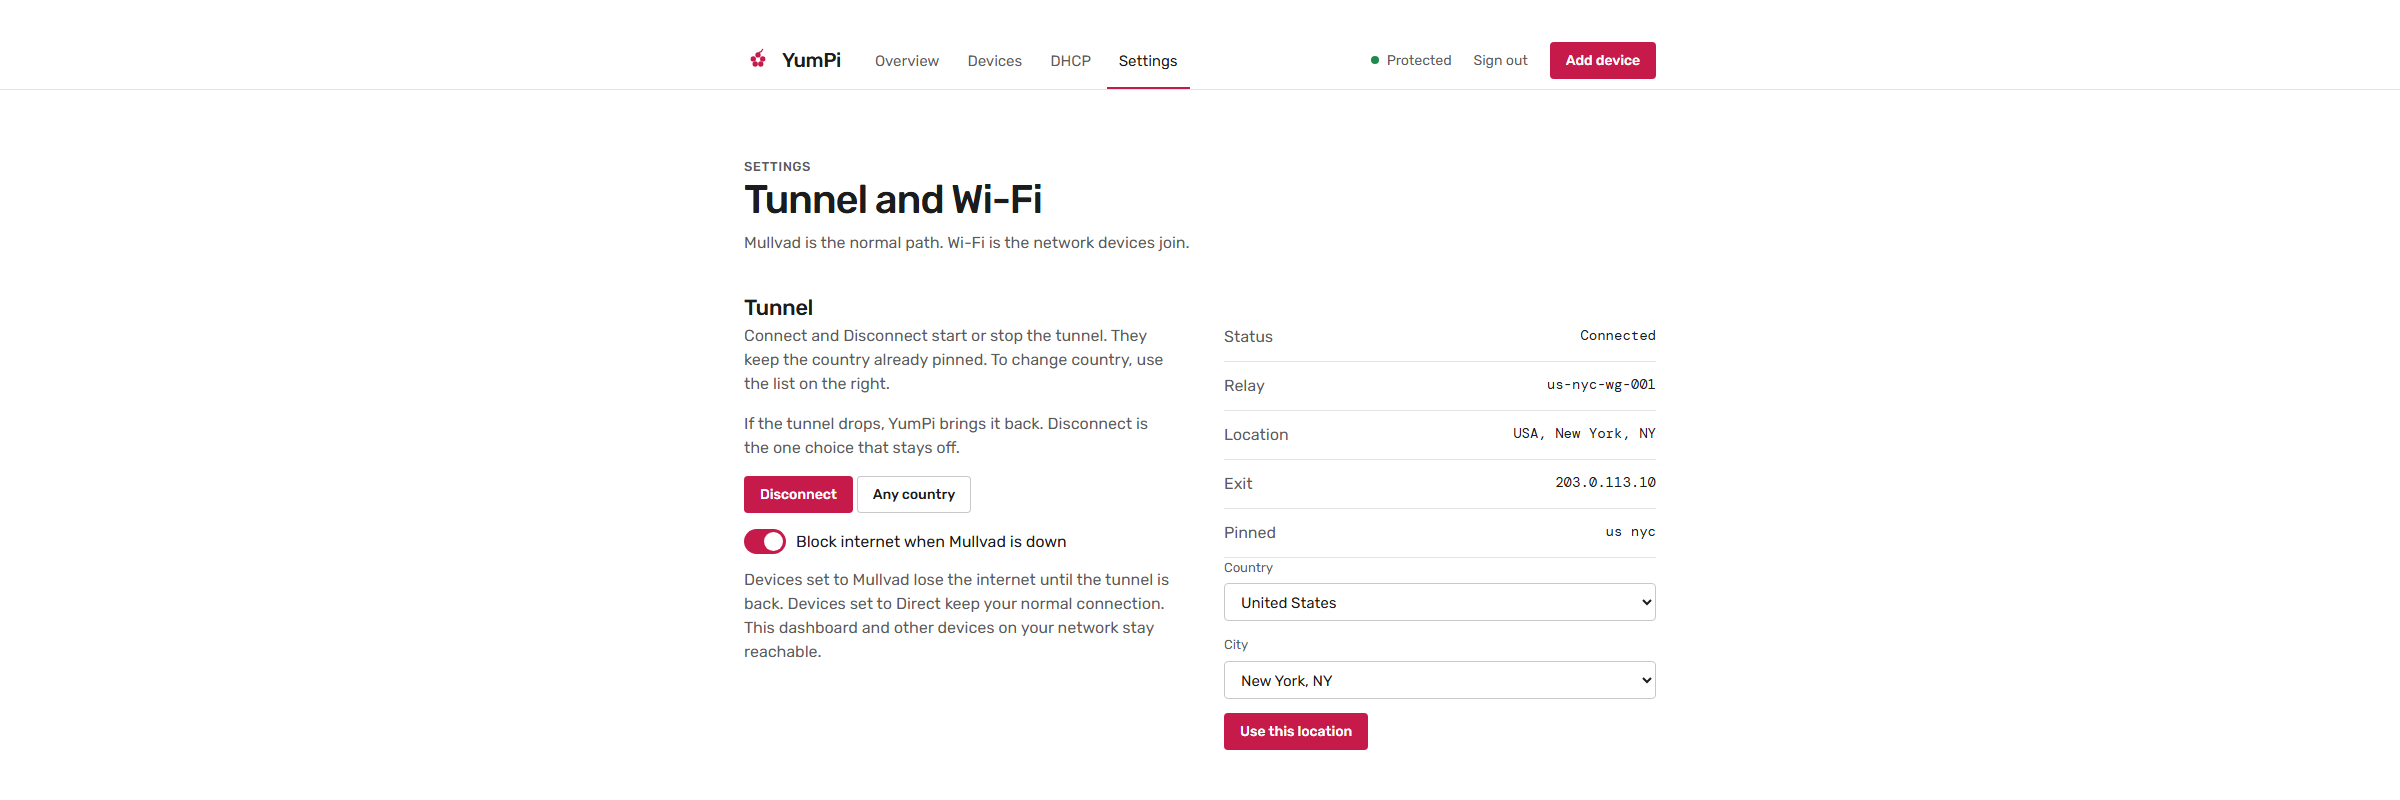 YumPi
Overview
Devices
DHCP
Settings
Protected
Sign out
Add device
SETTINGS
Tunnel and Wi-Fi
Mullvad is the normal path. Wi-Fi is the network devices join.
Tunnel
Connect and Disconnect start or stop the tunnel. They
keep the country already pinned. To change country, use
the list on the right.
If the tunnel drops, YumPi brings it back. Disconnect is
the one choice that stays off.
Disconnect
Any country
Block internet when Mullvad is down
Devices set to Mullvad lose the internet until the tunnel is
back. Devices set to Direct keep your normal connection.
This dashboard and other devices on your network stay
reachable.
Status Connected
Relay us-nyc-wg-001
Location USA, New York, NY
Exit 203.0.113.10
Pinned us nyc
Country
United States
City
New York, NY
Use this location